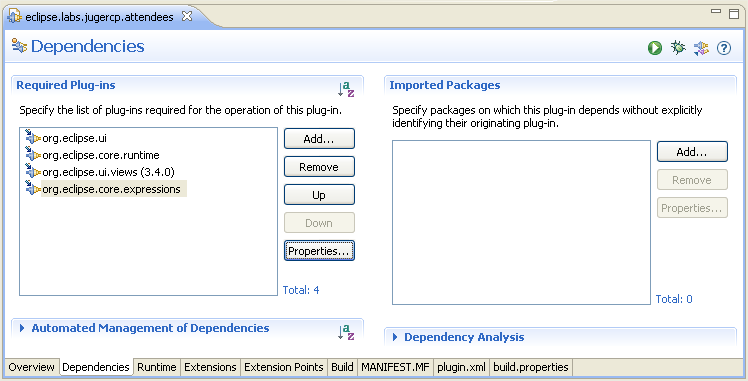 eclipse.labs.jugercp.attendees
Dependencies
Required Plug-ins
Specify the list of plug-ins required for the operation of this plug-in.
org.eclipse.ui
org.eclipse.core.runtime
org.eclipse.ui.views (3.4.0)
org.eclipse.core.expressions
Add...
Remove
Up
Down
Properties...
Total: 4
Automated Management of Dependencies
Imported Packages
Specify packages on which this plug-in depends without explicitly
identifying their originating plug-in.
Add...
Remove
Properties...
Total: 0
Dependency Analysis
Overview Dependencies Runtime Extensions Extension Points Build MANIFEST.MF plugin.xml build.properties